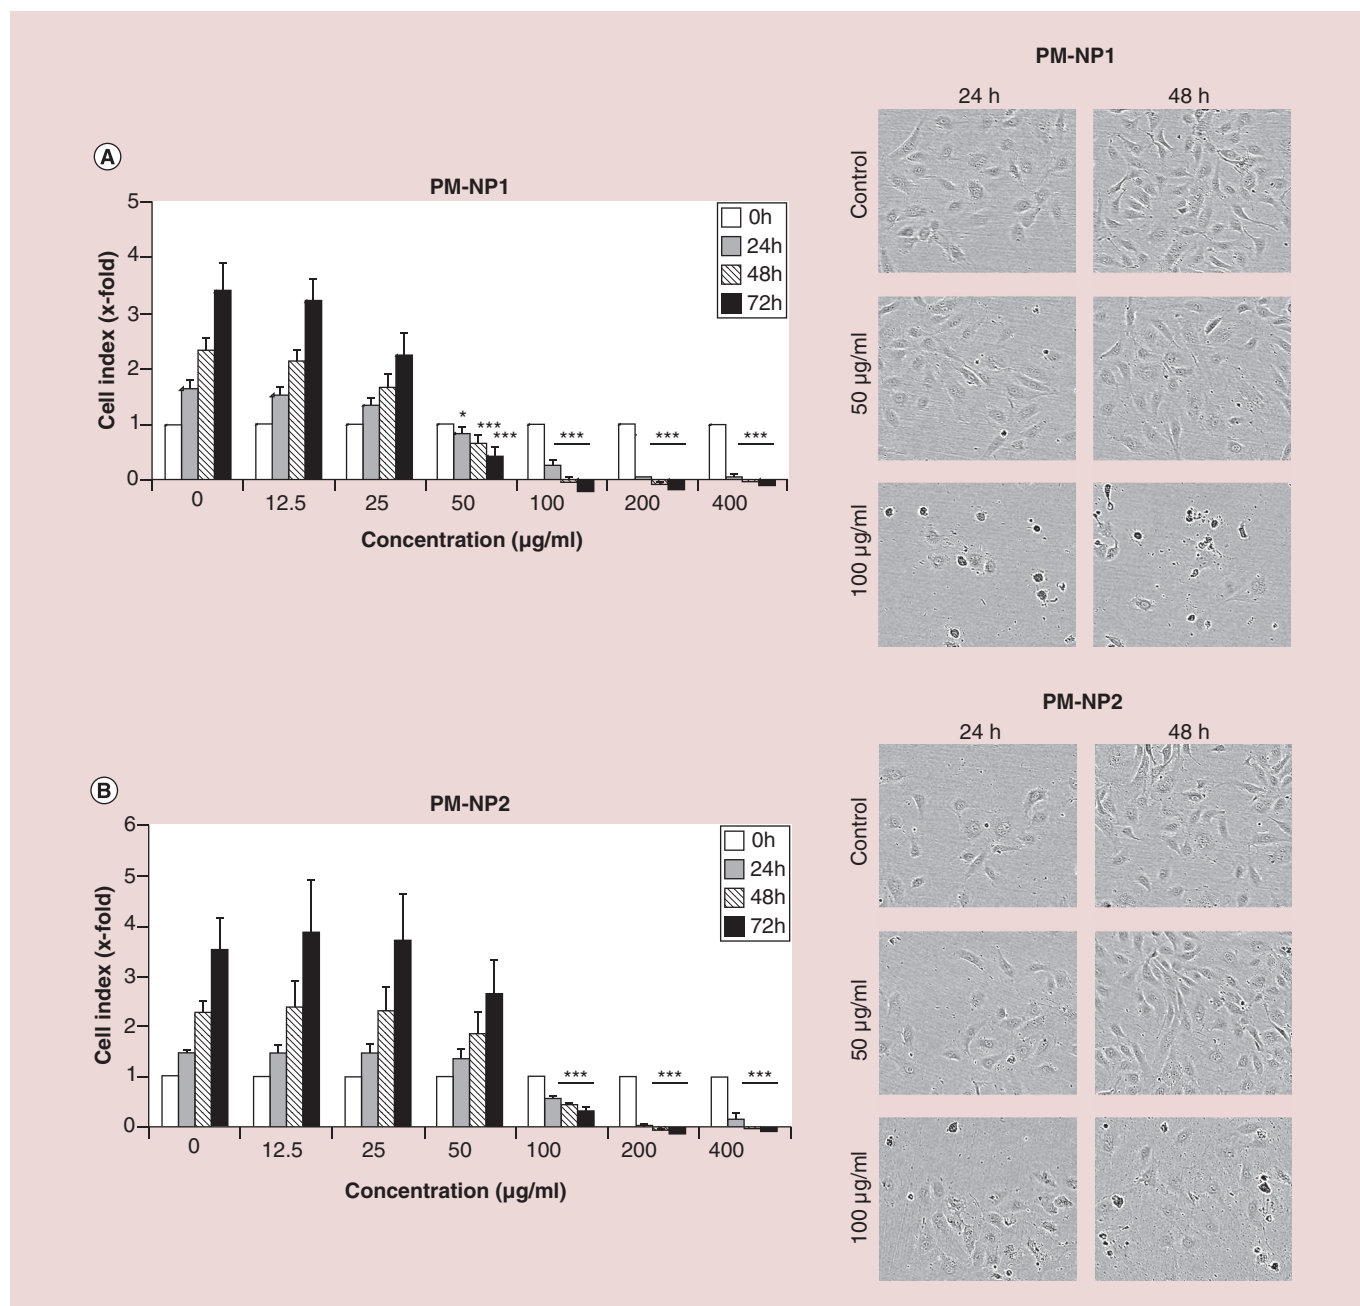 A
PM-NP1
Cell index (x-fold)
5
4
3
2
1
0
0h
24h
48h
72h
* *** *** *** *** ***
0 12.5 25 50 100 200 400
Concentration (µg/ml)
PM-NP1
24 h 48 h
Control
50 µg/ml
100 µg/ml
B
PM-NP2
Cell index (x-fold)
6
5
4
3
2
1
0
0h
24h
48h
72h
*** *** ***
0 12.5 25 50 100 200 400
Concentration (µg/ml)
PM-NP2
24 h 48 h
Control
50 µg/ml
100 µg/ml